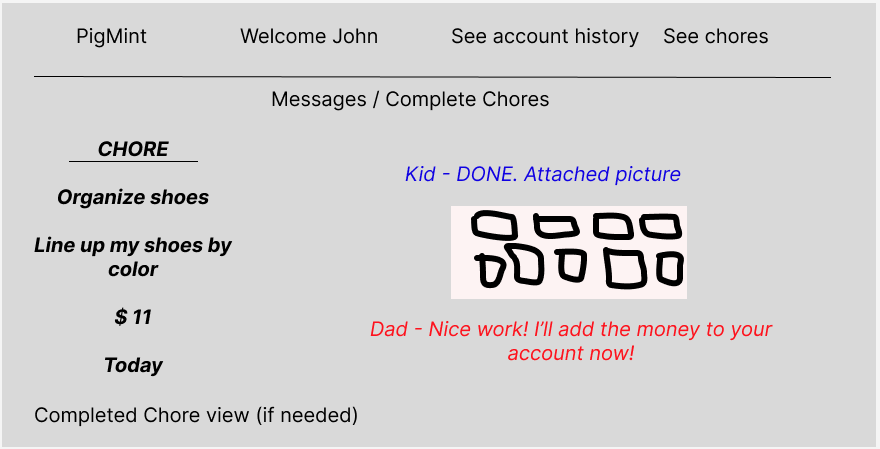 PigMint Welcome John See account history See chores
Messages / Complete Chores
CHORE
Organize shoes
Line up my shoes by
color
$ 11
Today
Kid - DONE. Attached picture
Dad - Nice work! I’ll add the money to your
account now!
Completed Chore view (if needed)